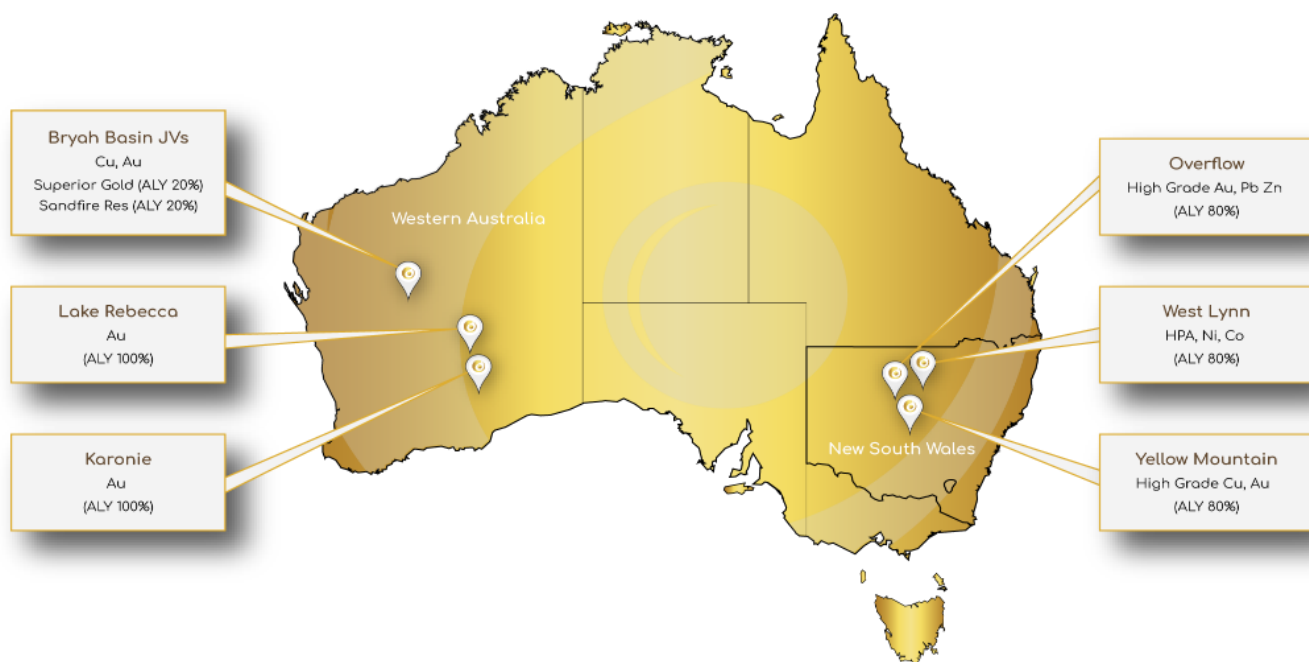 Bryah Basin JVs
Cu, Au
Superior Gold (ALY 20%)
Sandfire Res (ALY 20%)
Lake Rebecca
Au
(ALY 100%)
Karonie
Au
(ALY 100%)
Western Australia
New South Wales
Overflow
High Grade Au, Pb Zn
(ALY 80%)
West Lynn
HPA, Ni, Co
(ALY 80%)
Yellow Mountain
High Grade Cu, Au
(ALY 80%)